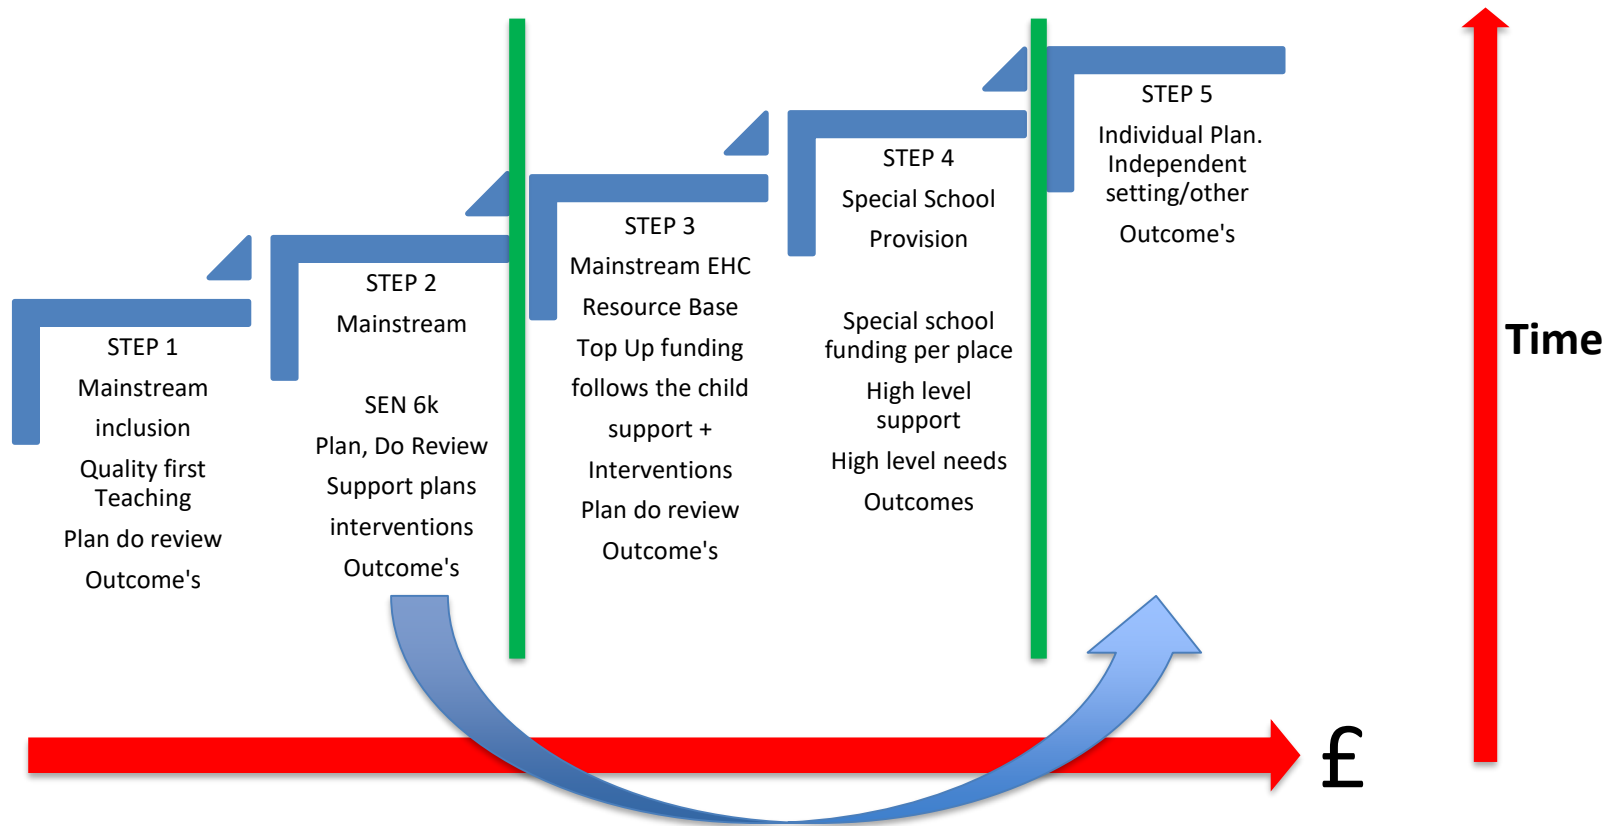 STEP 1
Mainstream
inclusion
Quality first
Teaching
Plan do review
Outcome's
STEP 2
Mainstream
SEN 6k
Plan, Do Review
Support plans
interventions
Outcome's
STEP 3
Mainstream EHC
Resource Base
Top Up funding
follows the child
support +
Interventions
Plan do review
Outcome's
STEP 4
Special School
Provision
Special school
funding per place
High level
support
High level needs
Outcomes
STEP 5
Individual Plan.
Independent
setting/other
Outcome's
Time
£